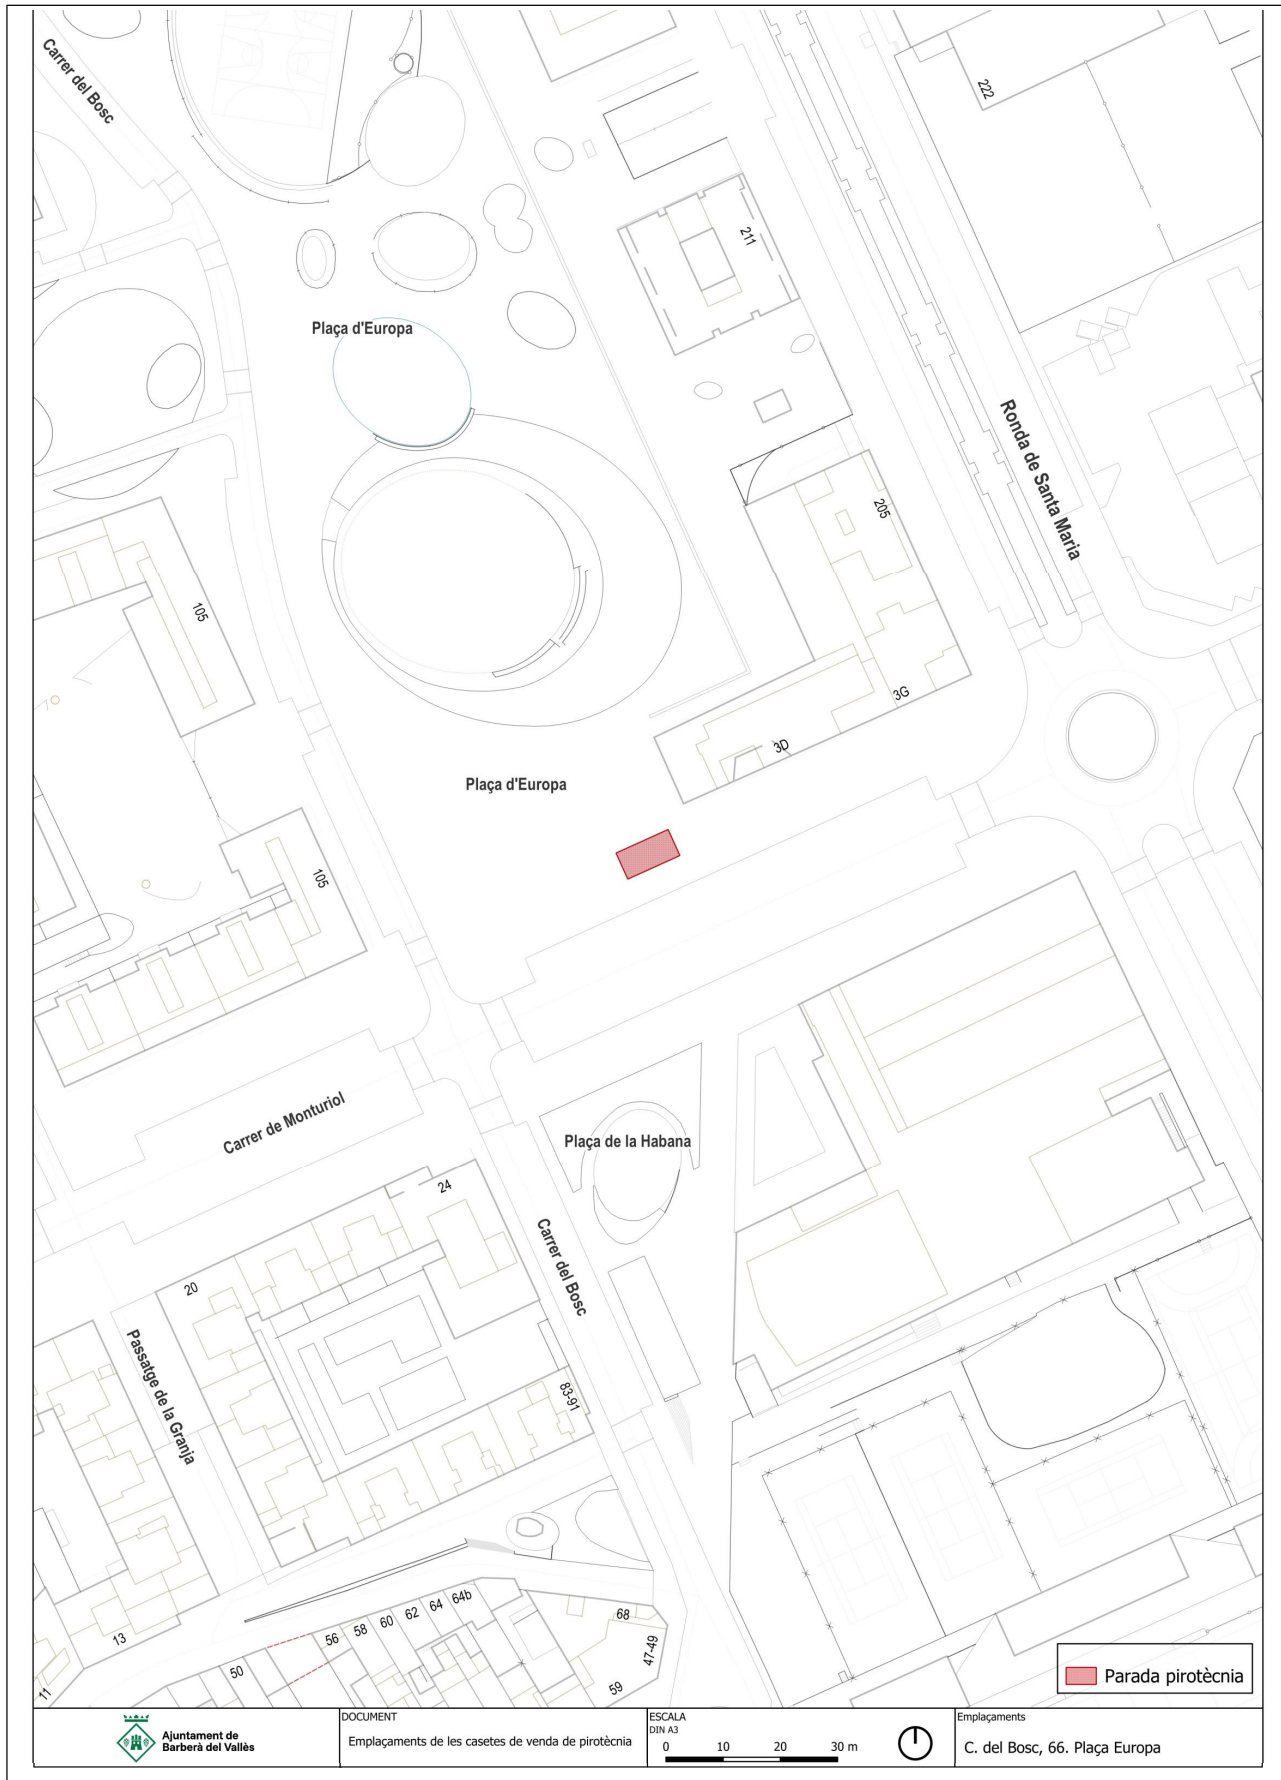 Carrer del Bosc
222
211
Plaça d'Europa
Ronda de Santa Maria
205
105
3G
3D
Plaça d'Europa
105
Carrer de Monturiol
Plaça de la Habana
24
Carrer del Bosc
20
Passatge de la Granja
83-91
13
11
50
56
58
60
62
64
64b
68
47-49
59
Parada pirotècnia
Ajuntament de
Barberà del Vallès
DOCUMENT
Emplaçaments de les casetes de venda de pirotècnia
ESCALA
DIN A3
0 10 20 30 m
Emplaçaments
C. del Bosc, 66. Plaça Europa